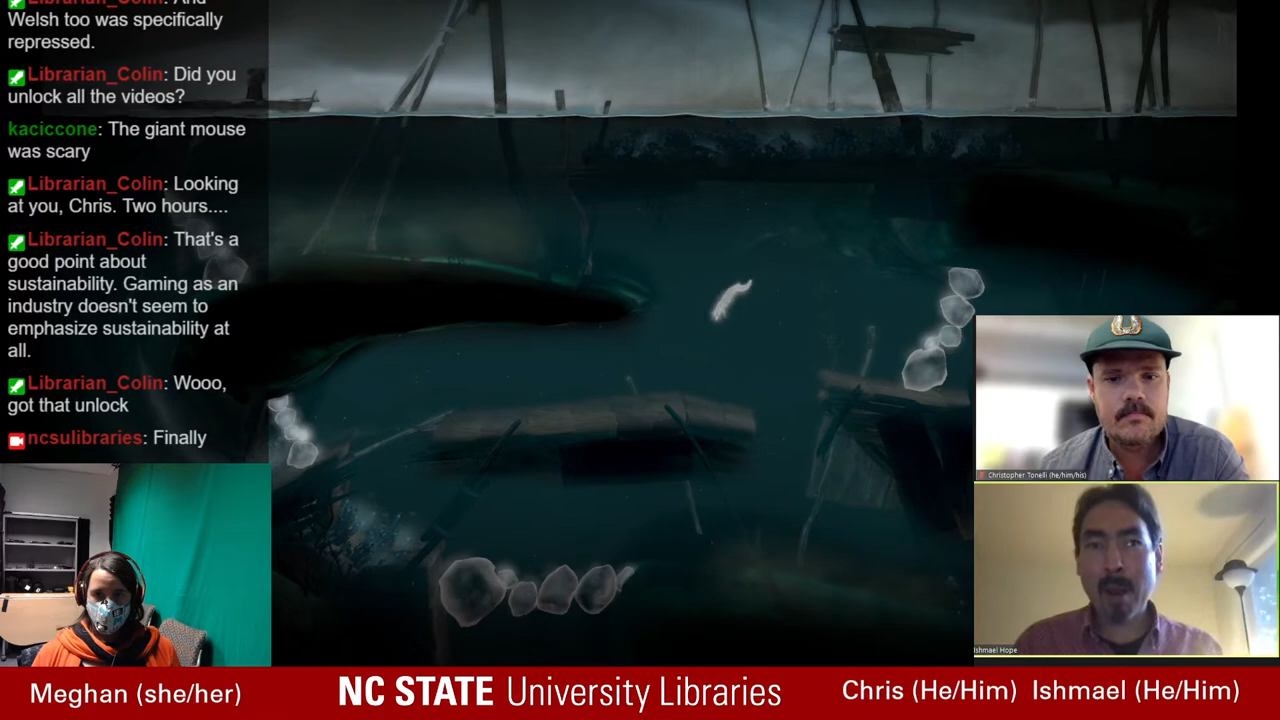 Librarian_Colin: And
Welsh too was specifically
repressed.
Librarian_Colin: Did you
unlock all the videos?
kaciccone: The giant mouse
was scary
Librarian_Colin: Looking
at you, Chris. Two hours....
Librarian_Colin: That's a
good point about
sustainability. Gaming as an
industry doesn't seem to
emphasize sustainability at
all.
Librarian_Colin: Wooo,
got that unlock
ncsulibraries: Finally
Christopher Tonelli (he/him/his)
Ishmael Hope
Meghan (she/her)
NC STATE University Libraries
Chris (He/Him) Ishmael (He/Him)